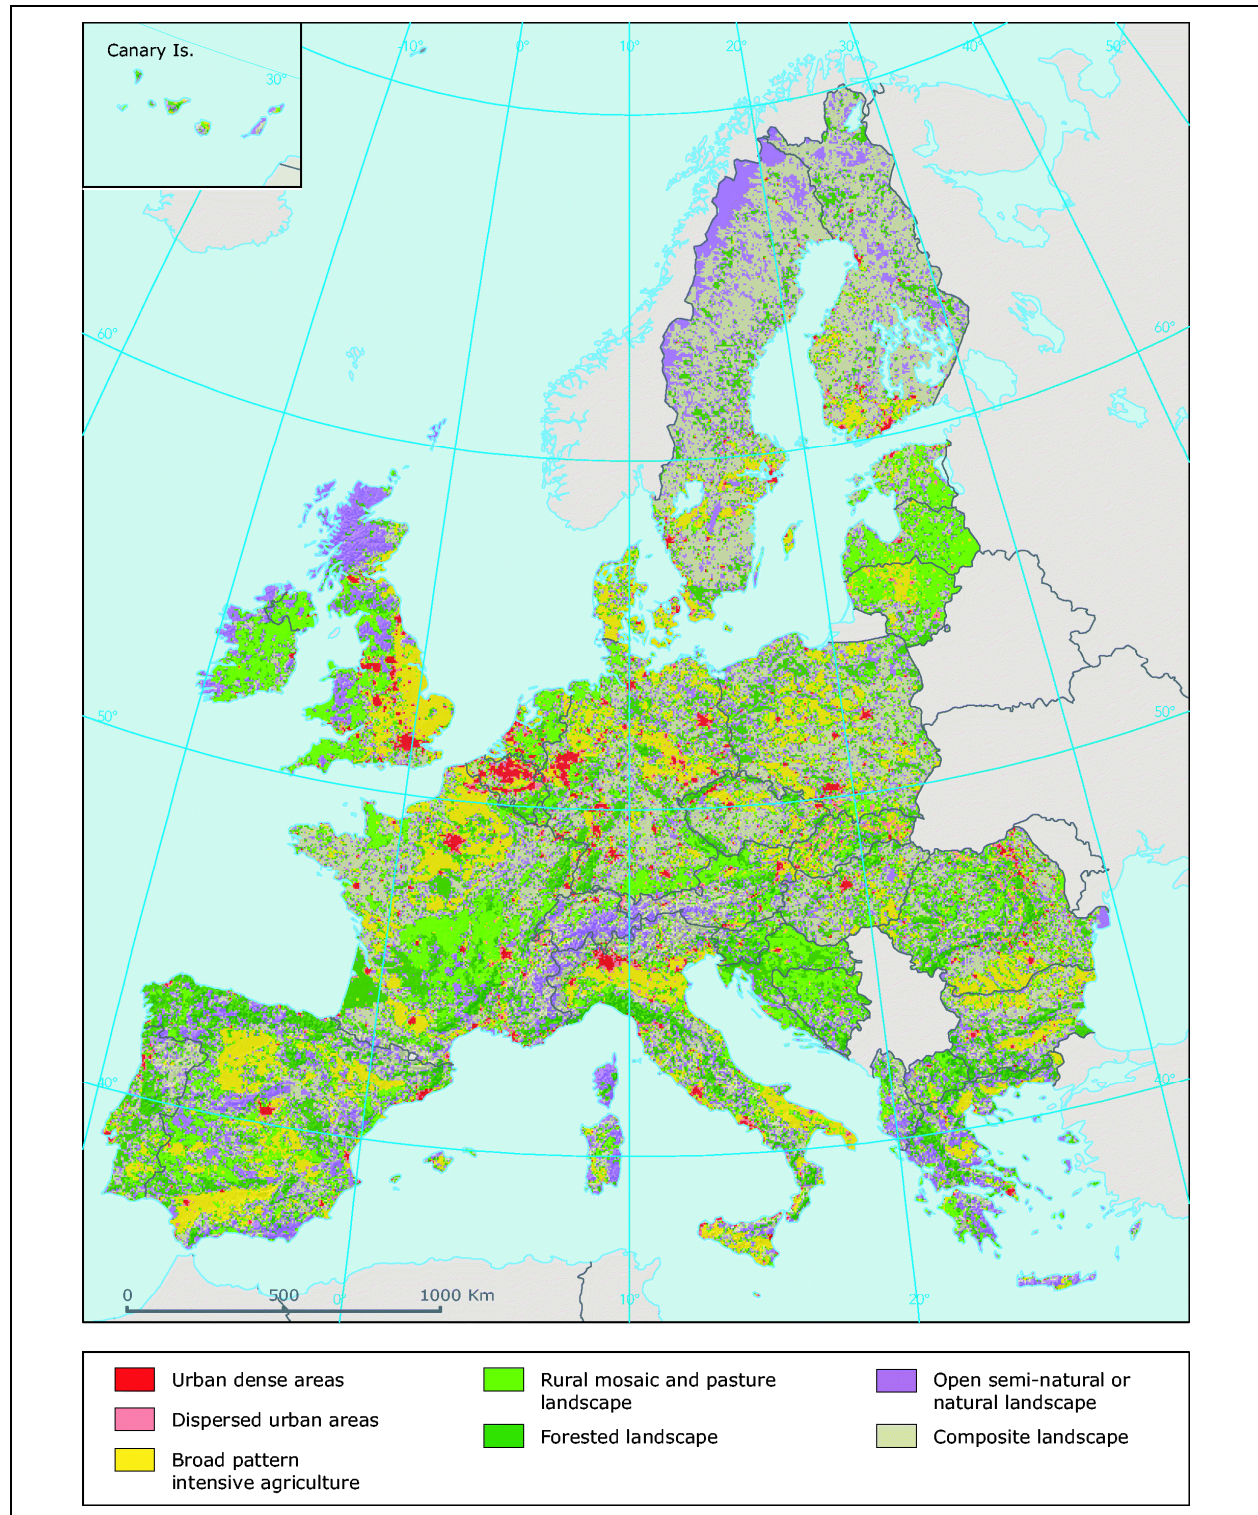 Canary Is.
30°
-10°
0°
10°
20°
30°
40°
50°
60°
60°
50°
50°
40°
40°
0
500
1000 Km
0°
10°
20°
Urban dense areas
Dispersed urban areas
Broad pattern
intensive agriculture
Rural mosaic and pasture
landscape
Forested landscape
Open semi-natural or
natural landscape
Composite landscape